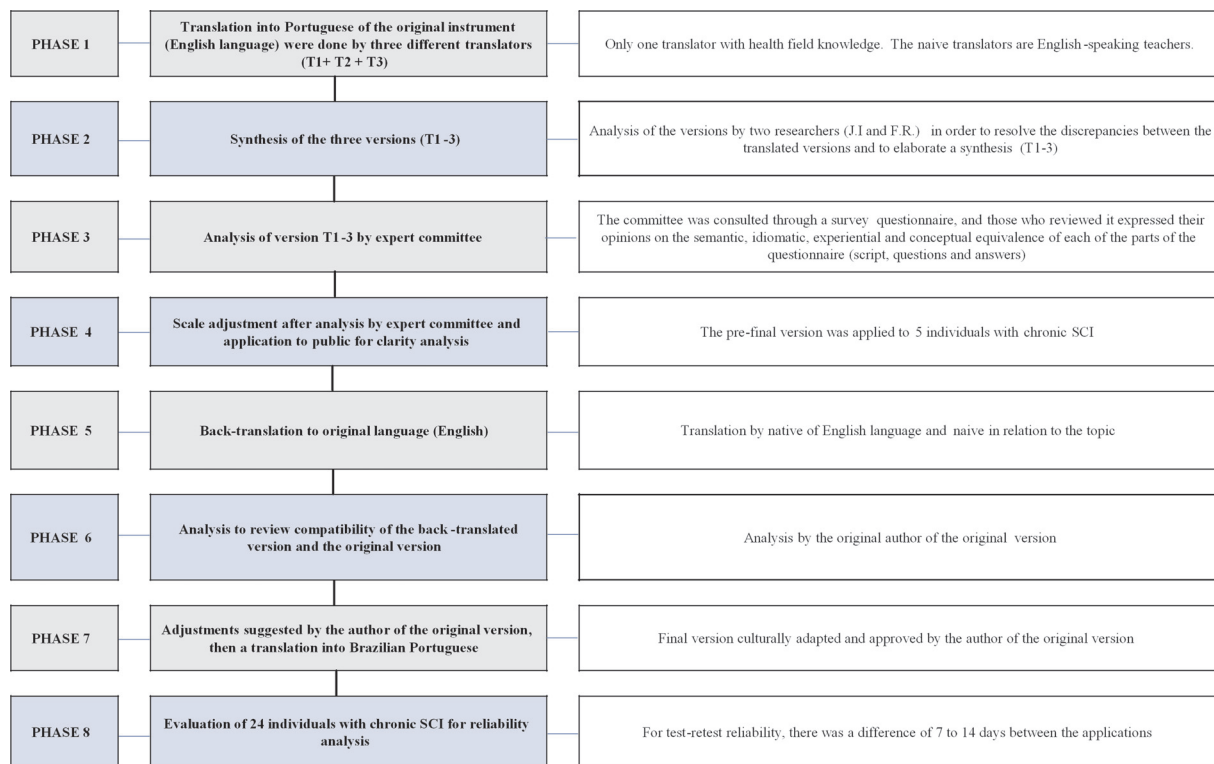 PHASE 1
Translation into Portuguese of the original instrument
(English language) were done by three different translators
(T1+ T2 + T3)
Only one translator with health field knowledge. The naive translators are English-speaking teachers.
PHASE 2
Synthesis of the three versions (T1-3)
Analysis of the versions by two researchers (J.I and F.R.) in order to resolve the discrepancies between the
translated versions and to elaborate a synthesis (T1-3)
PHASE 3
Analysis of version T1-3 by expert committee
The committee was consulted through a survey questionnaire, and those who reviewed it expressed their
opinions on the semantic, idiomatic, experiential and conceptual equivalence of each of the parts of the
questionnaire (script, questions and answers)
PHASE 4
Scale adjustment after analysis by expert committee and
application to public for clarity analysis
The pre-final version was applied to 5 individuals with chronic SCI
PHASE 5
Back-translation to original language (English)
Translation by native of English language and naive in relation to the topic
PHASE 6
Analysis to review compatibility of the back-translated
version and the original version
Analysis by the original author of the original version
PHASE 7
Adjustments suggested by the author of the original version,
then a translation into Brazilian Portuguese
Final version culturally adapted and approved by the author of the original version
PHASE 8
Evaluation of 24 individuals with chronic SCI for reliability
analysis
For test-retest reliability, there was a difference of 7 to 14 days between the applications